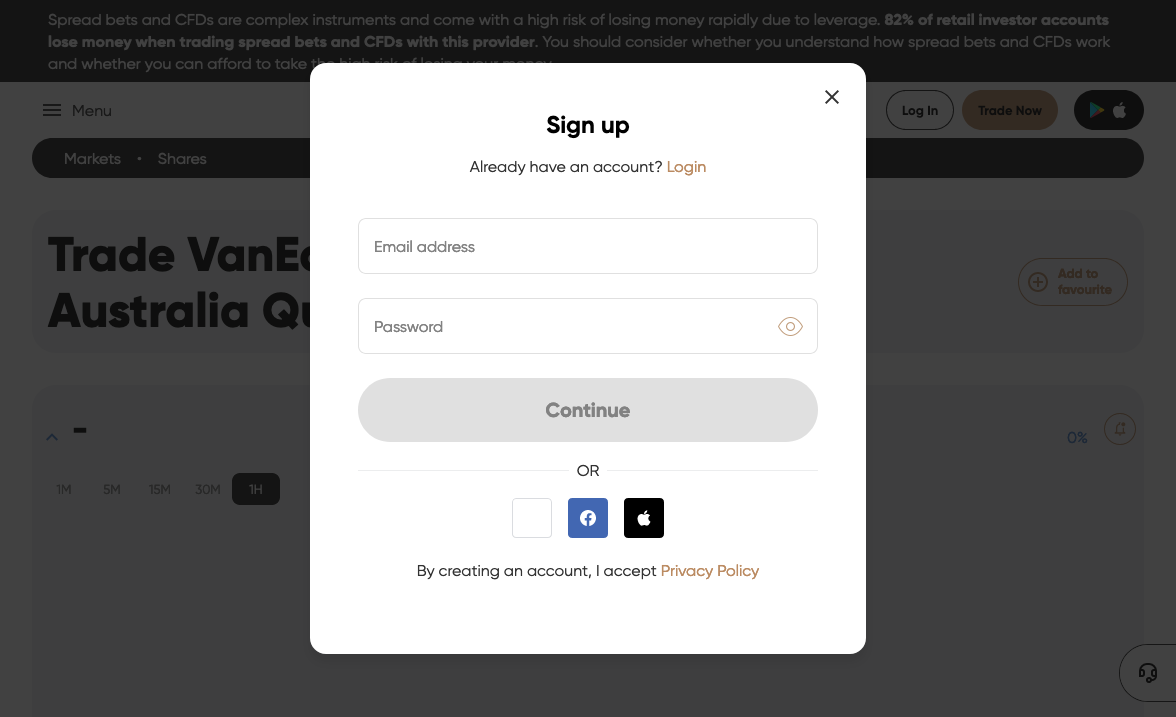 Spread bets and CFDs are complex instruments and come with a high risk of losing money rapidly due to leverage. 82% of retail investor accounts
lose money when trading spread bets and CFDs with this provider. You should consider whether you understand how spread bets and CFDs work
and whether you can afford to take the high risk of losing your money.
Menu
Log In
Trade Now
Markets
Shares
Sign up
Already have an account? Login
Trade VanEc
Australia Qu
Add to
favourite
Email address
Password
Continue
0%
1M
5M
15M
30M
1H
OR
By creating an account, I accept Privacy Policy